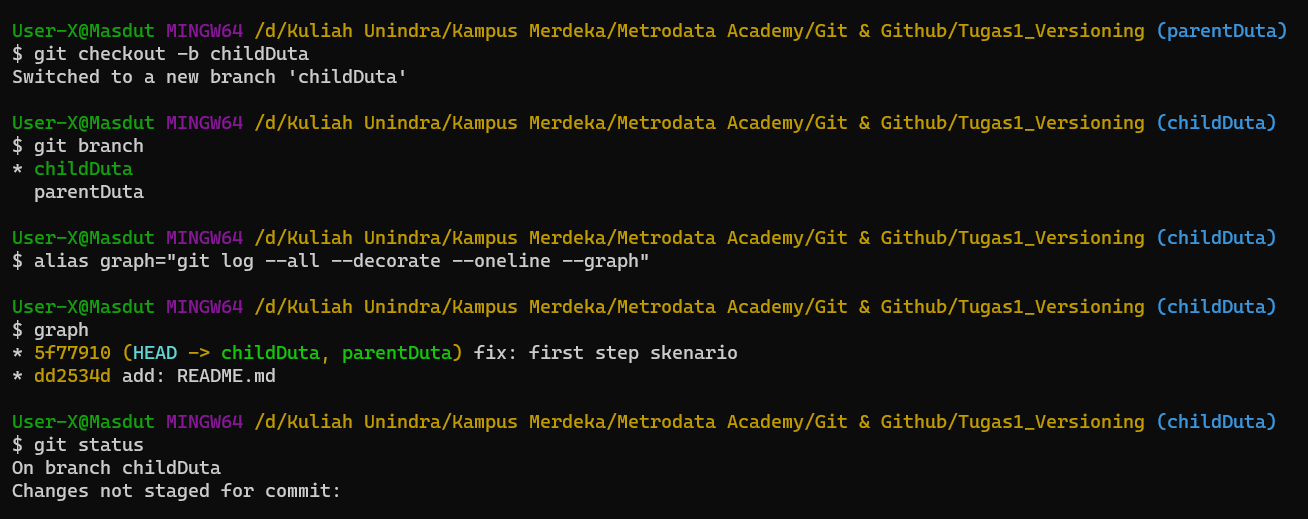 User-X@Masdut MINGW64 /d/Kuliah Unindra/Kampus Merdeka/Metrodata Academy/Git & Github/Tugas1_Versioning (parentDuta)
$ git checkout -b childDuta
Switched to a new branch 'childDuta'

User-X@Masdut MINGW64 /d/Kuliah Unindra/Kampus Merdeka/Metrodata Academy/Git & Github/Tugas1_Versioning (childDuta)
$ git branch
* childDuta
  parentDuta

User-X@Masdut MINGW64 /d/Kuliah Unindra/Kampus Merdeka/Metrodata Academy/Git & Github/Tugas1_Versioning (childDuta)
$ alias graph="git log --all --decorate --oneline --graph"

User-X@Masdut MINGW64 /d/Kuliah Unindra/Kampus Merdeka/Metrodata Academy/Git & Github/Tugas1_Versioning (childDuta)
$ graph
* 5f77910 (HEAD -> childDuta, parentDuta) fix: first step skenario
* dd2534d add: README.md

User-X@Masdut MINGW64 /d/Kuliah Unindra/Kampus Merdeka/Metrodata Academy/Git & Github/Tugas1_Versioning (childDuta)
$ git status
On branch childDuta
Changes not staged for commit: